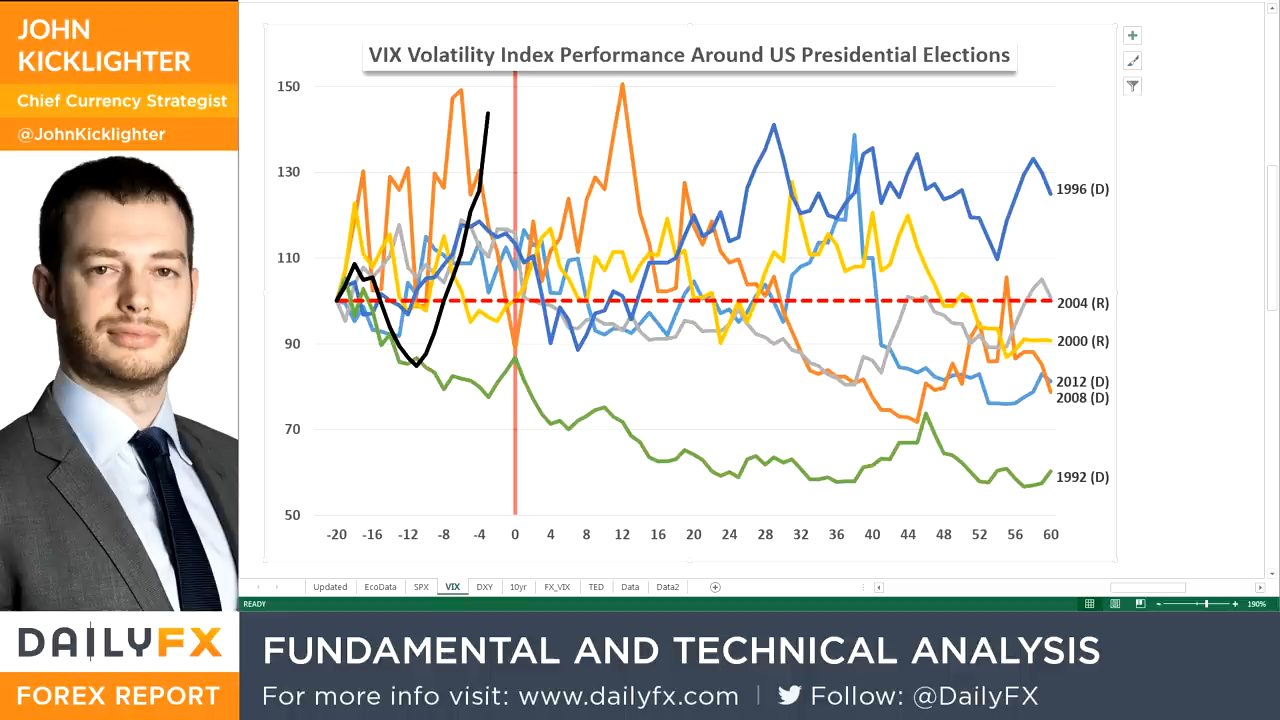 JOHN
KICKLIGHTER
Chief Currency Strategist
@JohnKicklighter
VIX Volatility Index Performance Around US Presidential Elections
150
130
110
90
70
50
-20 -16 -12 -8 -4 0 4 8 12 16 20 24 28 32 36 40 44 48 52 56 60
1996 (D)
2004 (R)
2000 (R)
2012 (D)
2008 (D)
1992 (D)
Updated EcoData SPX VIX DXY 10yr FX_VIX TED Data Data2
READY
190%
DAILYFX
FOREX REPORT
FUNDAMENTAL AND TECHNICAL ANALYSIS
For more info visit: www.dailyfx.com | Follow: @DailyFX